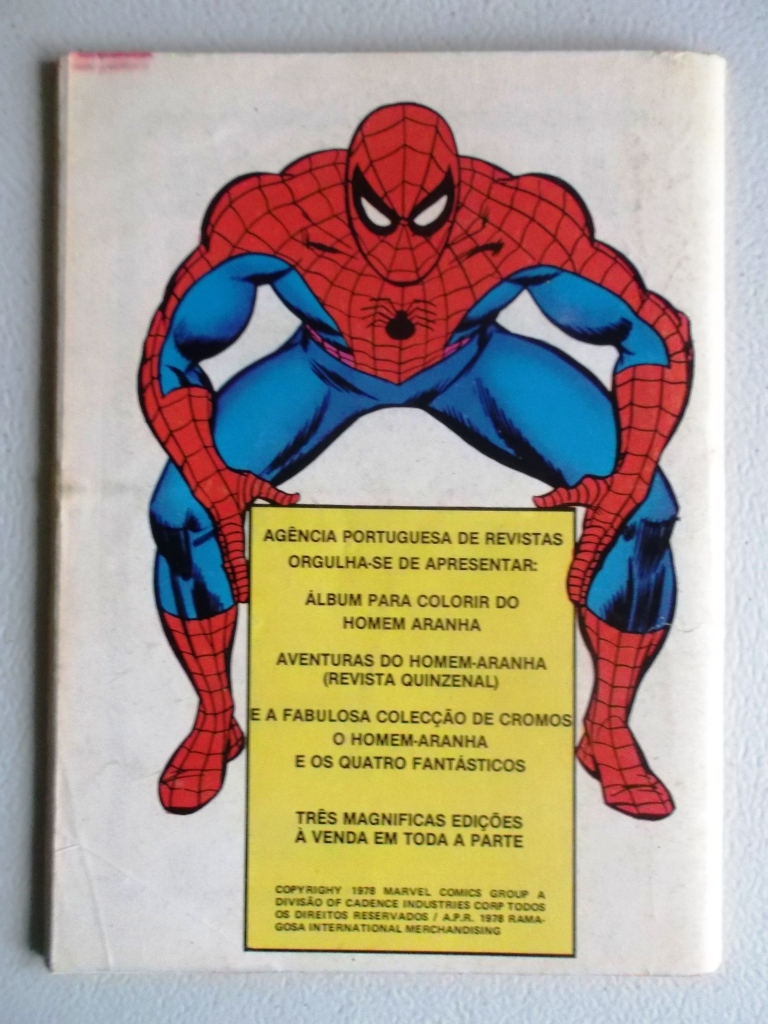 AGÊNCIA PORTUGUESA DE REVISTAS
ORGULHA-SE DE APRESENTAR:
ÁLBUM PARA COLORIR DO
HOMEM ARANHA
AVENTURAS DO HOMEM-ARANHA
(REVISTA QUINZENAL)
E A FABULOSA COLECÇÃO DE CROMOS
O HOMEM-ARANHA
E OS QUATRO FANTÁSTICOS
TRÊS MAGNIFICAS EDIÇÕES
À VENDA EM TODA A PARTE
COPYRIGHY 1978 MARVEL COMICS GROUP A
DIVISÃO OF CADENCE INDUSTRIES CORP TODOS
OS DIREITOS RESERVADOS / A.P.R. 1978 RAMA-
GOSA INTERNATIONAL MERCHANDISING